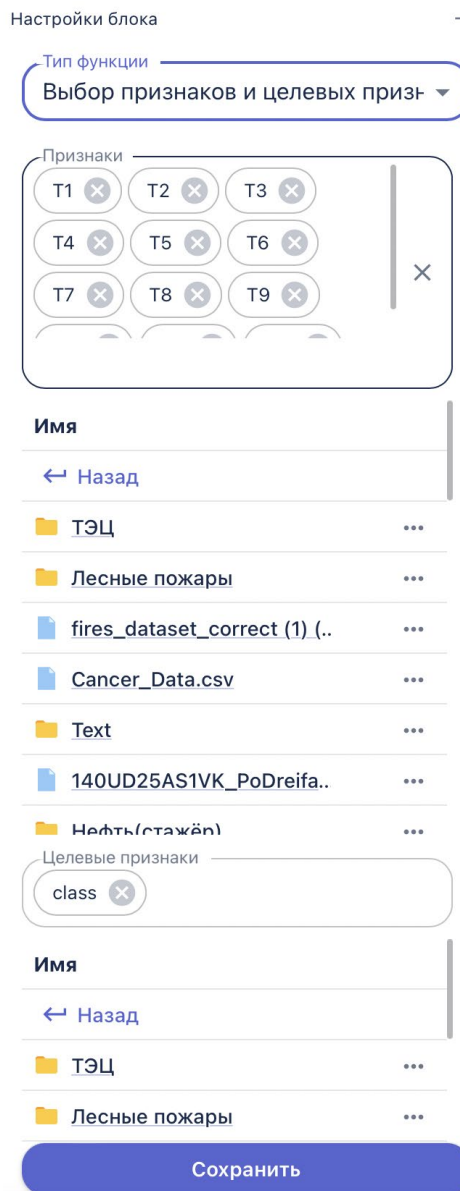 Настройки блока
Тип функции
Выбор признаков и целевых призн
Признаки
T1 T2 T3
T4 T5 T6
T7 T8 T9
Имя
Назад
ТЭЦ
Лесные пожары
fires_dataset_correct (1) (..
Cancer_Data.csv
Text
140UD25AS1VK_PoDreifa..
Нефть(стажёр)
Целевые признаки
class
Имя
Назад
ТЭЦ
Лесные пожары
Сохранить